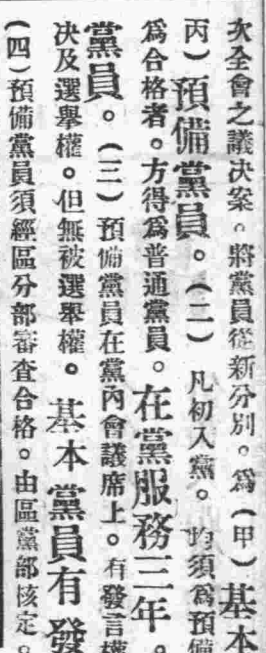 次全會之議決案。將黨員從新分別。爲（甲）基本
丙）預備黨員。（二）凡初入黨。均須爲預備
爲合格者。方得爲普通黨員。在黨服務三年。
黨員。（三）預備黨員在黨內會議席上。有發言權
决及選舉權。但無被選舉權。基本黨員有發
（四）預備黨員須經區分部審查合格。由區黨部核定。